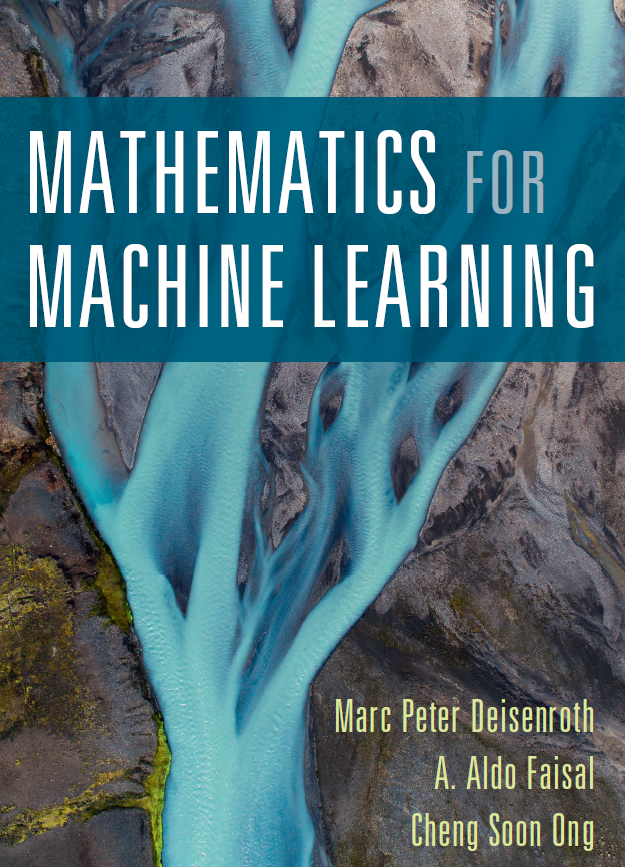 MATHEMATICS FOR
MACHINE LEARNING
Marc Peter Deisenroth
A. Aldo Faisal
Cheng Soon Ong